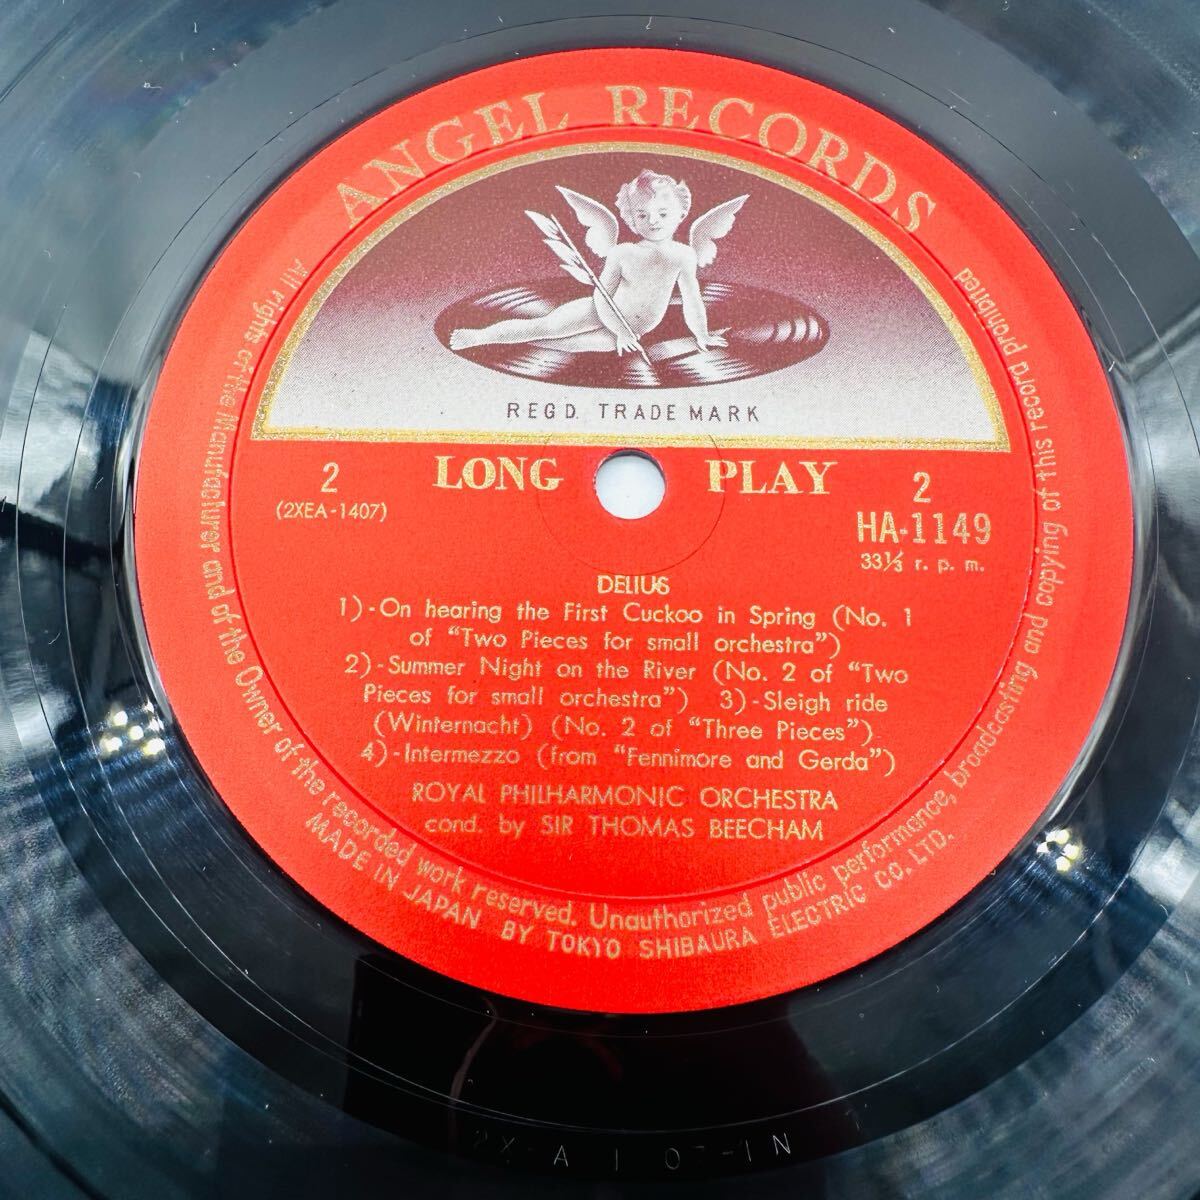 ANGEL RECORDS
REGD. TRADE MARK
2 LONG PLAY 2
(2XEA-1407) HA-1149
33⅓ r. p. m.
DELIUS
1)-On hearing the First Cuckoo in Spring (No. 1
of “Two Pieces for small orchestra”)
2)-Summer Night on the River (No. 2 of “Two
Pieces for small orchestra”) 3)-Sleigh ride
(Winternacht) (No. 2 of “Three Pieces”)
4)-Intermezzo (from “Fennimore and Gerda”)
ROYAL PHILHARMONIC ORCHESTRA
cond. by SIR THOMAS BEECHAM
All rights of the Manufacturer and of the Owner of the recorded work reserved. Unauthorized public performance, broadcasting and copying of this record prohibited
MADE IN JAPAN BY TOKYO SHIBAURA ELECTRIC CO. LTD.